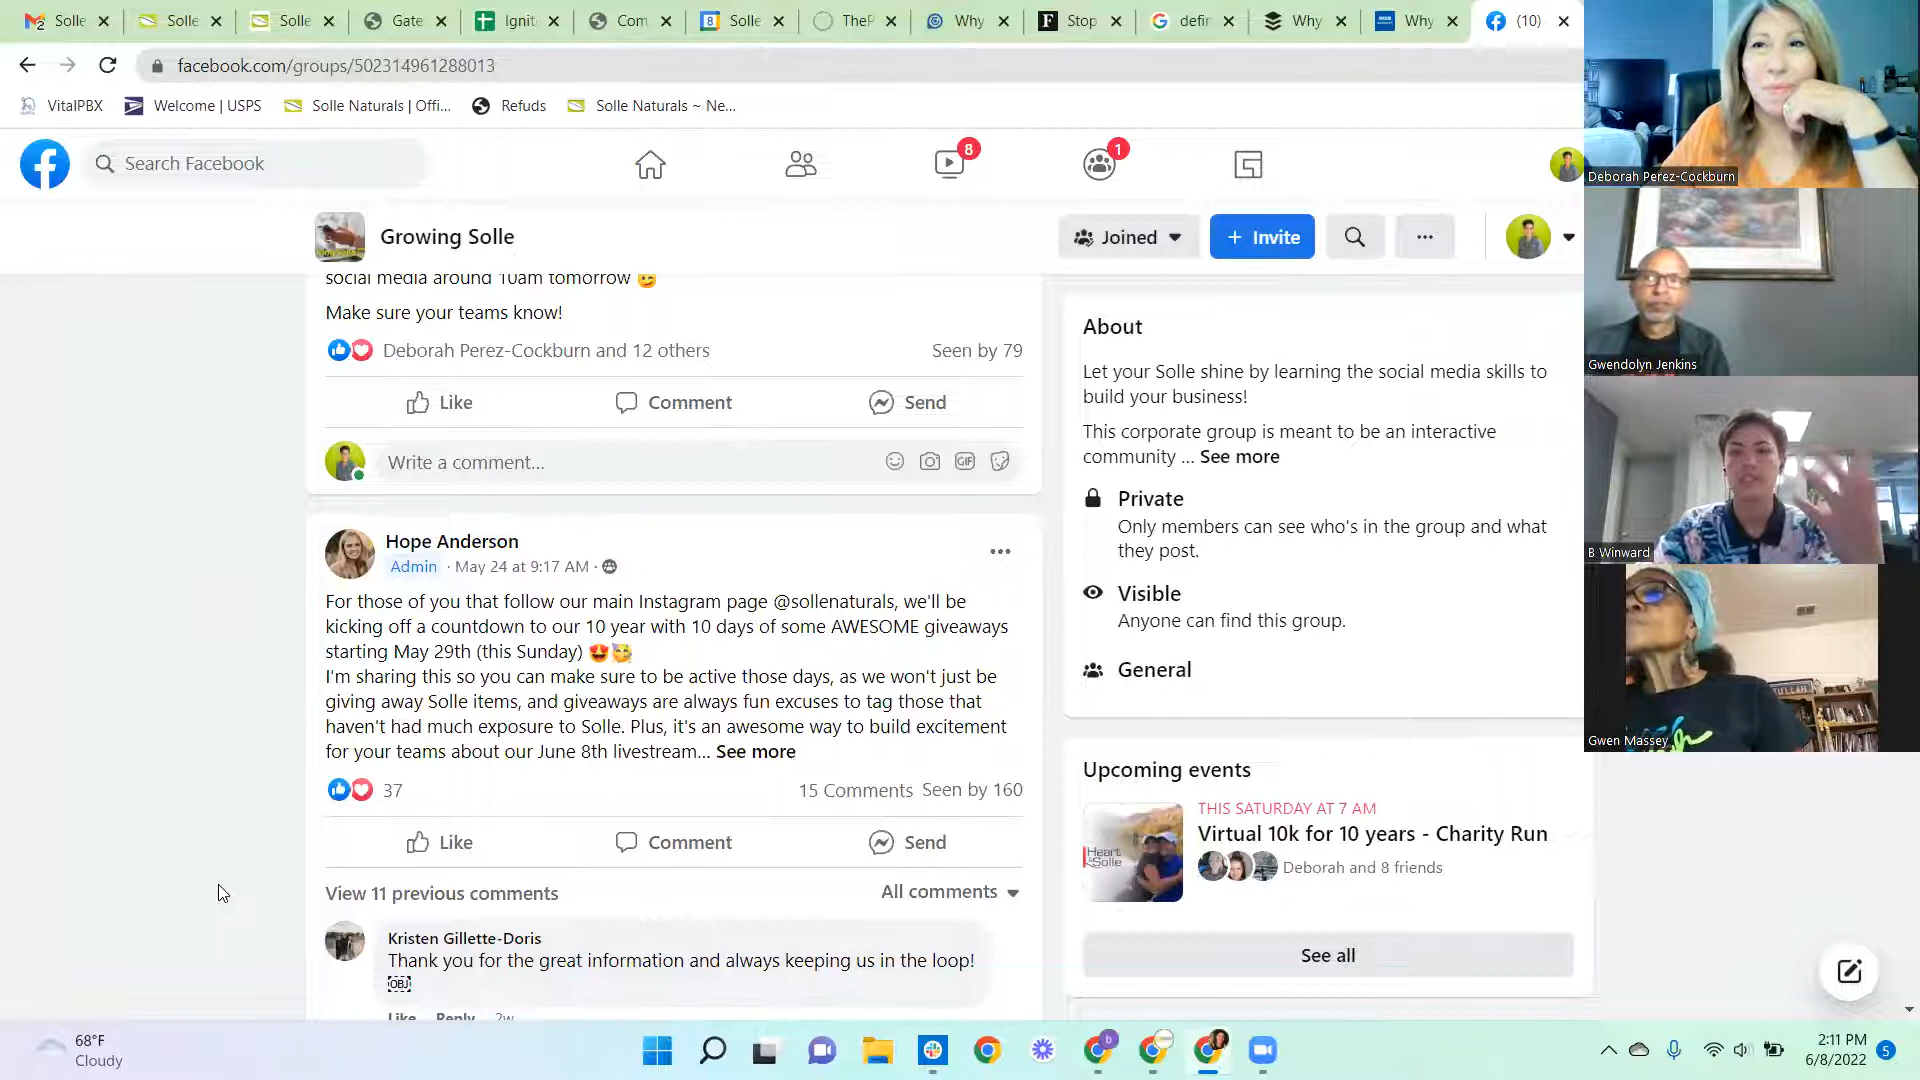 Solle
Solle
Solle
Gate
Ignit
Com
Solle
TheP
Why
Stop
defir
Why
Why
(10)
facebook.com/groups/502314961288013
VitalPBX
Welcome | USPS
Solle Naturals | Offi...
Refuds
Solle Naturals ~ Ne...
Search Facebook
8
1
Growing Solle
Joined
+ Invite
social media around 10am tomorrow
Make sure your teams know!
Deborah Perez-Cockburn and 12 others
Seen by 79
Like
Comment
Send
Write a comment...
GIF
Hope Anderson
Admin · May 24 at 9:17 AM ·
For those of you that follow our main Instagram page @sollenaturals, we'll be
kicking off a countdown to our 10 year with 10 days of some AWESOME giveaways
starting May 29th (this Sunday)
I'm sharing this so you can make sure to be active those days, as we won't just be
giving away Solle items, and giveaways are always fun excuses to tag those that
haven't had much exposure to Solle. Plus, it's an awesome way to build excitement
for your teams about our June 8th livestream... See more
37
15 Comments Seen by 160
Like
Comment
Send
View 11 previous comments
All comments
Kristen Gillette-Doris
Thank you for the great information and always keeping us in the loop!
OBJ
Like Reply 2w
About
Let your Solle shine by learning the social media skills to
build your business!
This corporate group is meant to be an interactive
community ... See more
Private
Only members can see who's in the group and what
they post.
Visible
Anyone can find this group.
General
Upcoming events
Heart
Solle
THIS SATURDAY AT 7 AM
Virtual 10k for 10 years - Charity Run
Deborah and 8 friends
See all
Deborah Perez-Cockburn
Gwendolyn Jenkins
B Winward
Gwen Massey
68°F
Cloudy
2:11 PM
6/8/2022
5